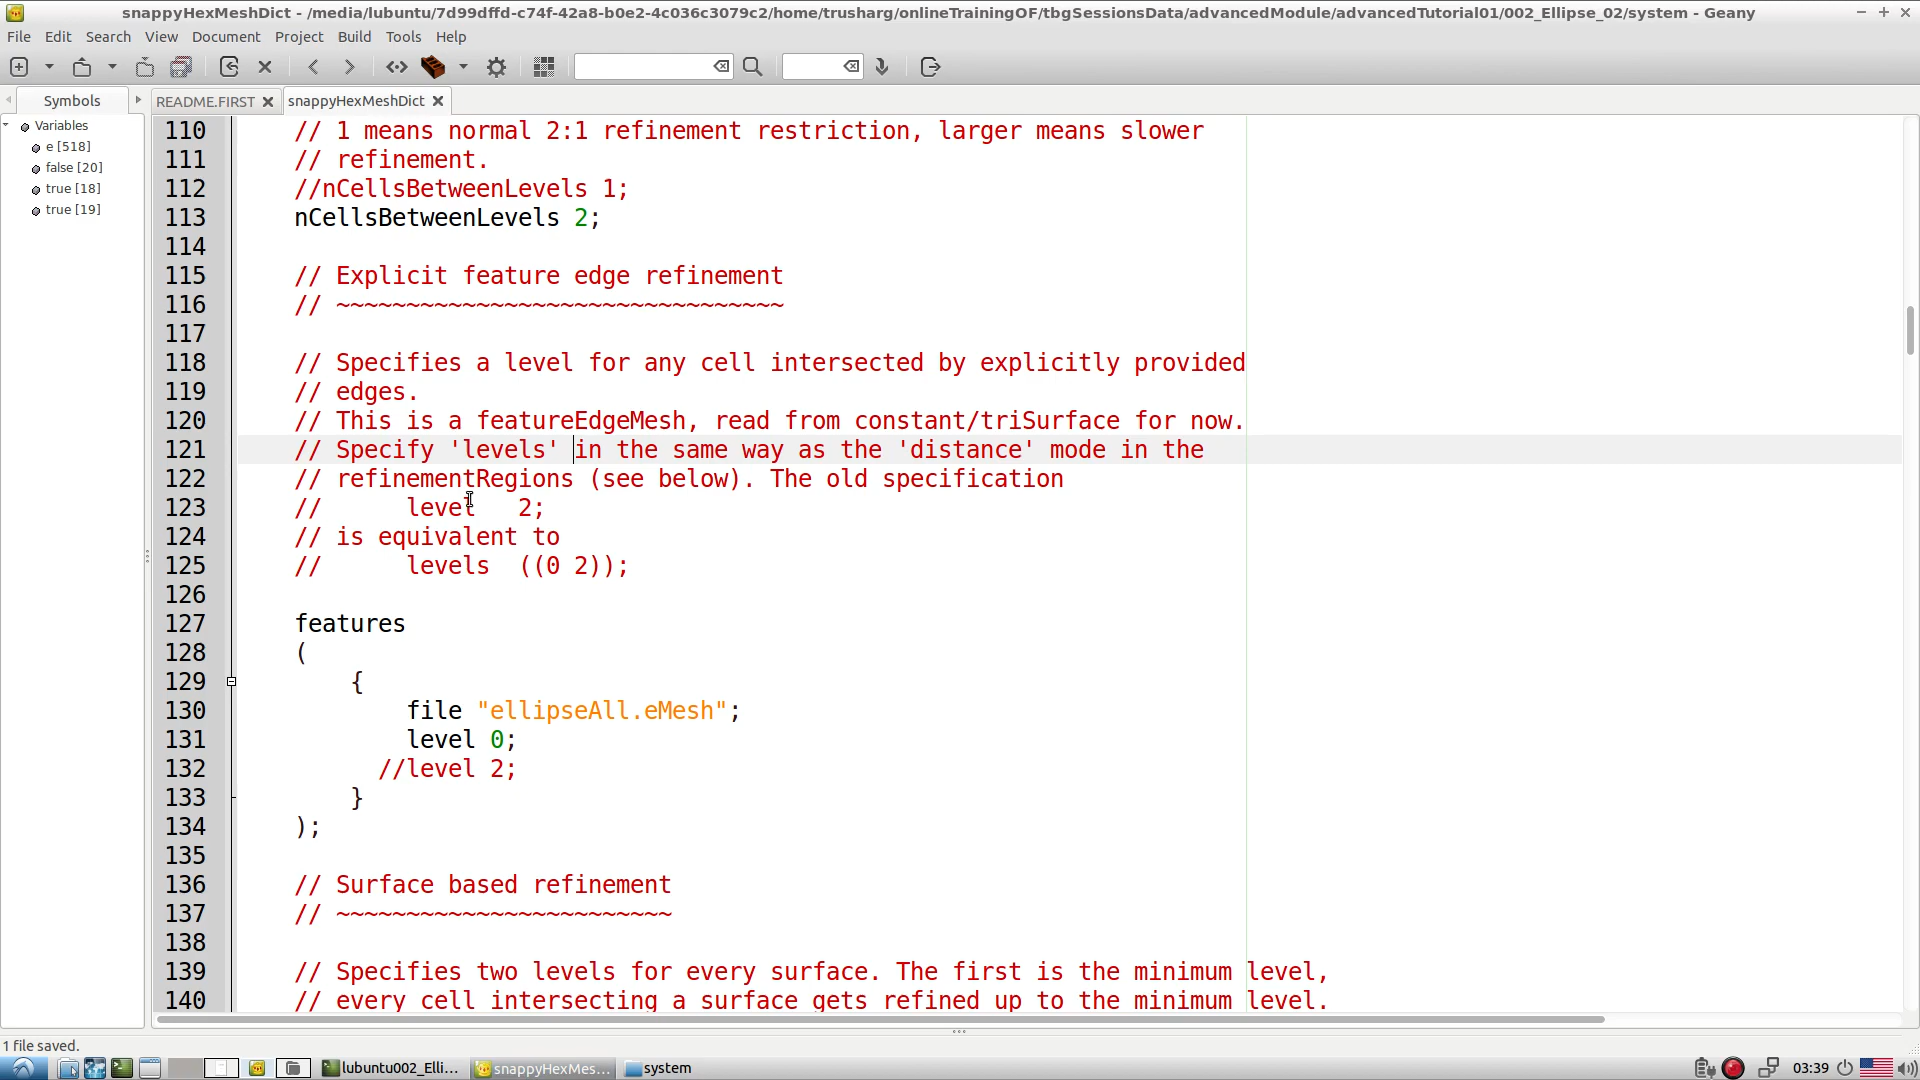 snappyHexMeshDict - /media/lubuntu/7d99dffd-c74f-42a8-b0e2-4c036c3079c2/home/trusharg/onlineTrainingOF/tbgSessionsData/advancedModule/advancedTutorial01/002_Ellipse_02/system - Geany
File Edit Search View Document Project Build Tools Help
Symbols README.FIRST snappyHexMeshDict
Variables
e [518]
false [20]
true [18]
true [19]
110 // 1 means normal 2:1 refinement restriction, larger means slower
111 // refinement.
112 //nCellsBetweenLevels 1;
113 nCellsBetweenLevels 2;
114
115 // Explicit feature edge refinement
116 // ~~~~~~~~~~~~~~~~~~~~~~~~~~~~~~~~
117
118 // Specifies a level for any cell intersected by explicitly provided
119 // edges.
120 // This is a featureEdgeMesh, read from constant/triSurface for now.
121 // Specify 'levels' in the same way as the 'distance' mode in the
122 // refinementRegions (see below). The old specification
123 //      level   2;
124 // is equivalent to
125 //      levels  ((0 2));
126
127 features
128 (
129     {
130         file "ellipseAll.eMesh";
131         level 0;
132       //level 2;
133     }
134 );
135
136 // Surface based refinement
137 // ~~~~~~~~~~~~~~~~~~~~~~~~
138
139 // Specifies two levels for every surface. The first is the minimum level,
140 // every cell intersecting a surface gets refined up to the minimum level.
1 file saved.
lubuntu002_Elli... snappyHexMes... system 03:39